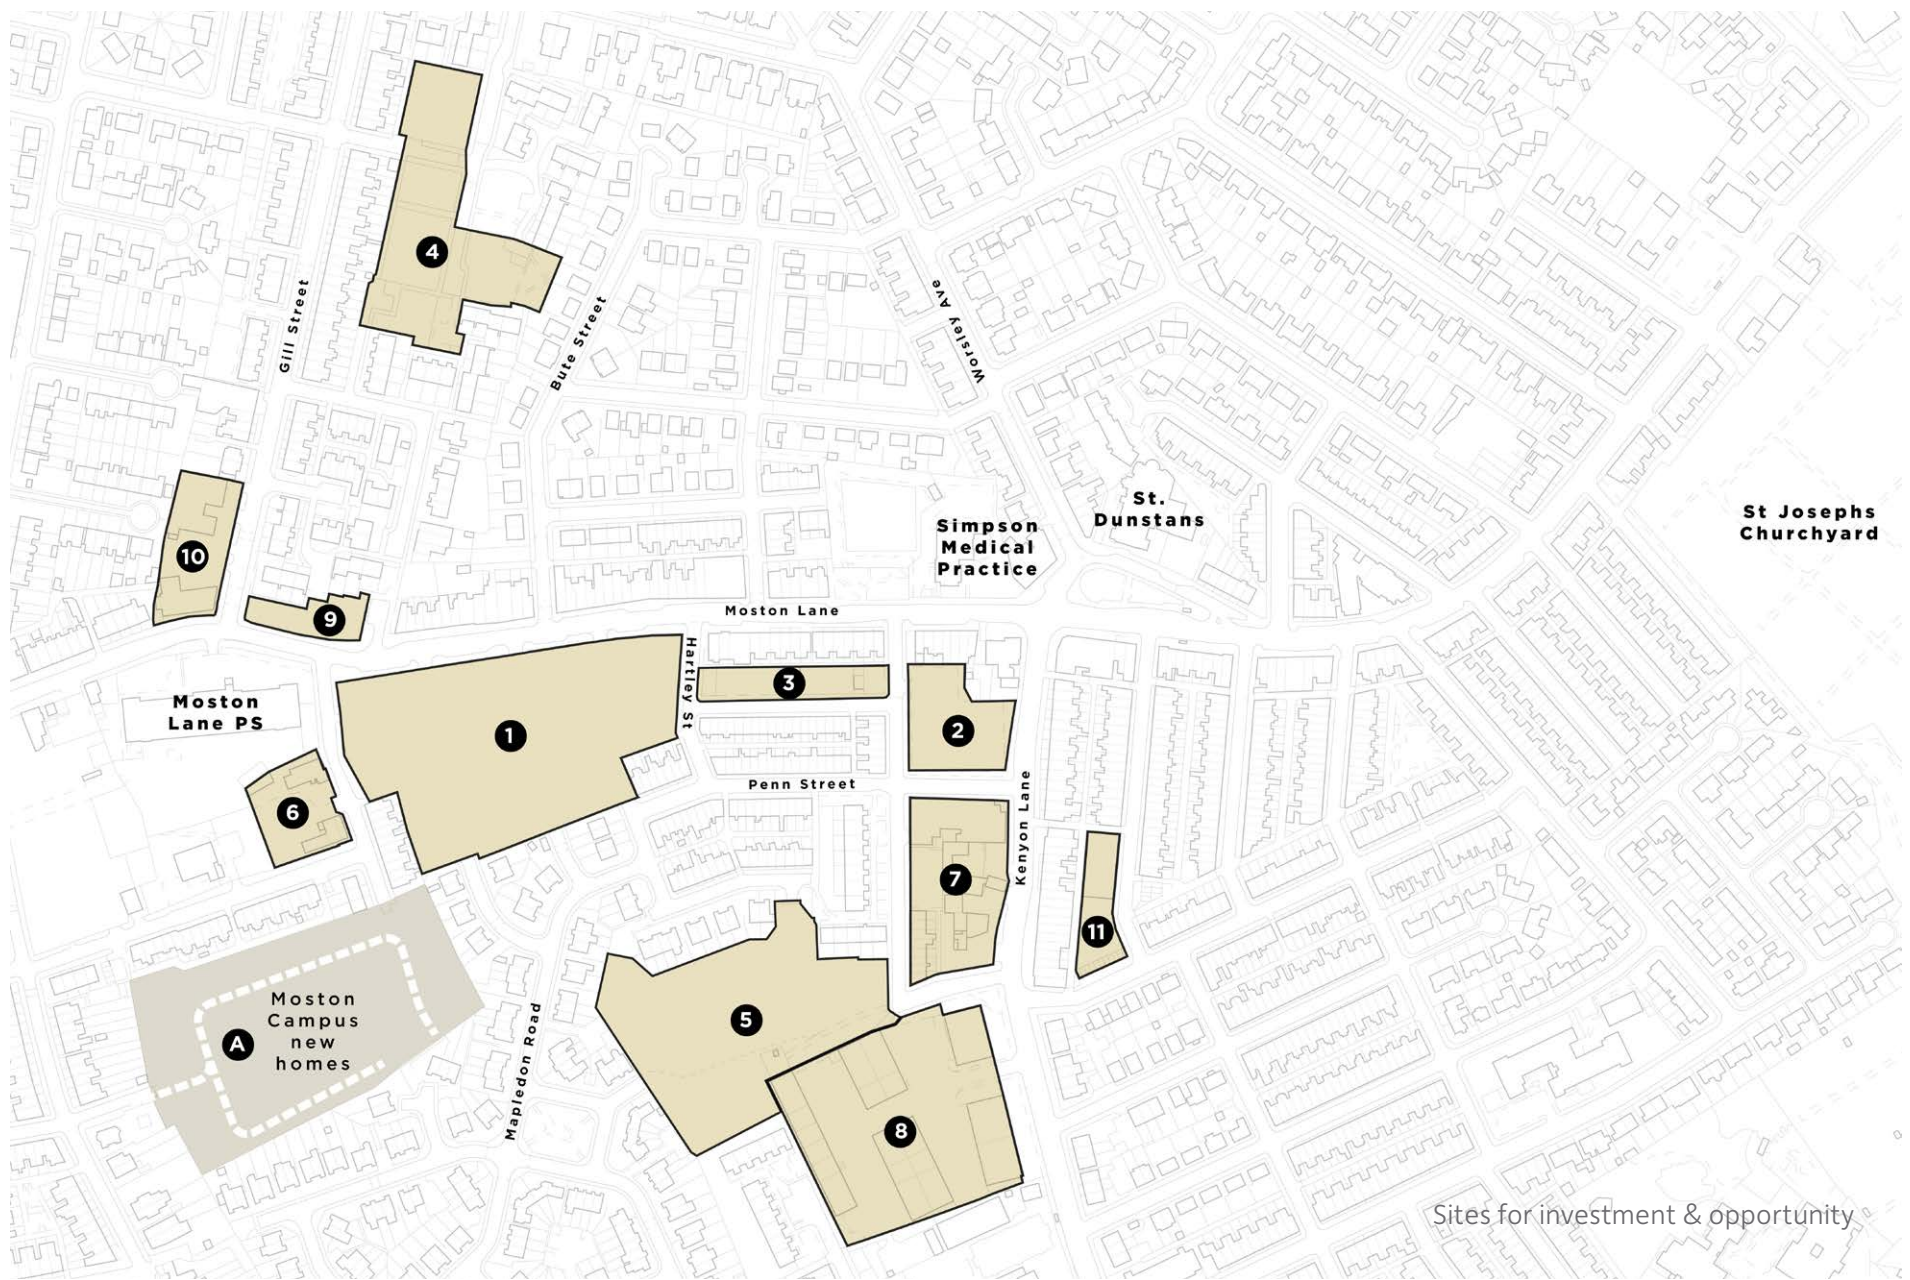 4
Gill Street
Bute Street
Worsley Ave
10
9
Simpson
Medical
Practice
St.
Dunstans
St Josephs
Churchyard
Moston Lane
Moston
Lane PS
1
Hartley St
3
2
Penn Street
6
7
Kenyon Lane
11
A
Moston
Campus
new
homes
Mapledon Road
5
8
Sites for investment & opportunity